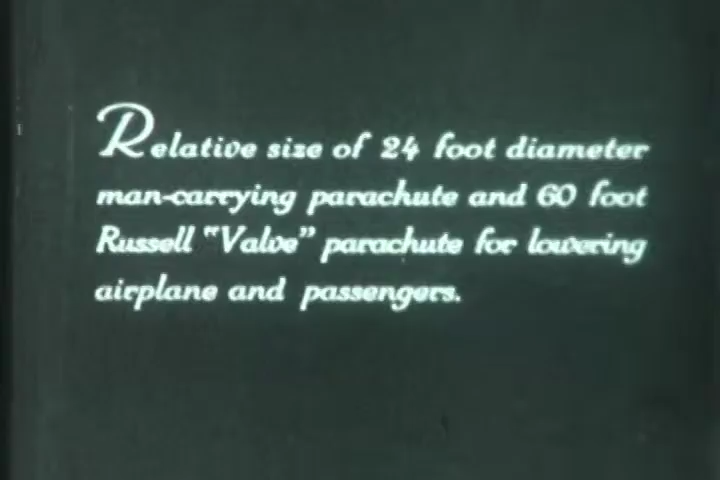 Relative size of 24 foot diameter
man-carrying parachute and 60 foot
Russell "Valve" parachute for lowering
airplane and passengers.